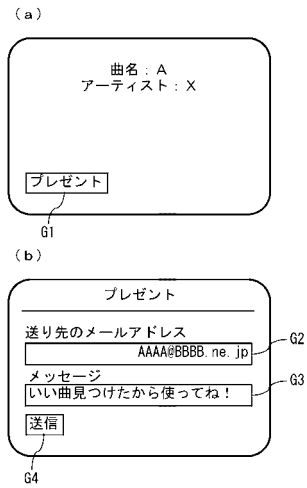 (a)
曲名：A
アーティスト：X
プレゼント
G1
(b)
プレゼント
送り先のメールアドレス
AAAA@BBBB.ne.jp
G2
メッセージ
いい曲見つけたから使ってね！
G3
送信
G4